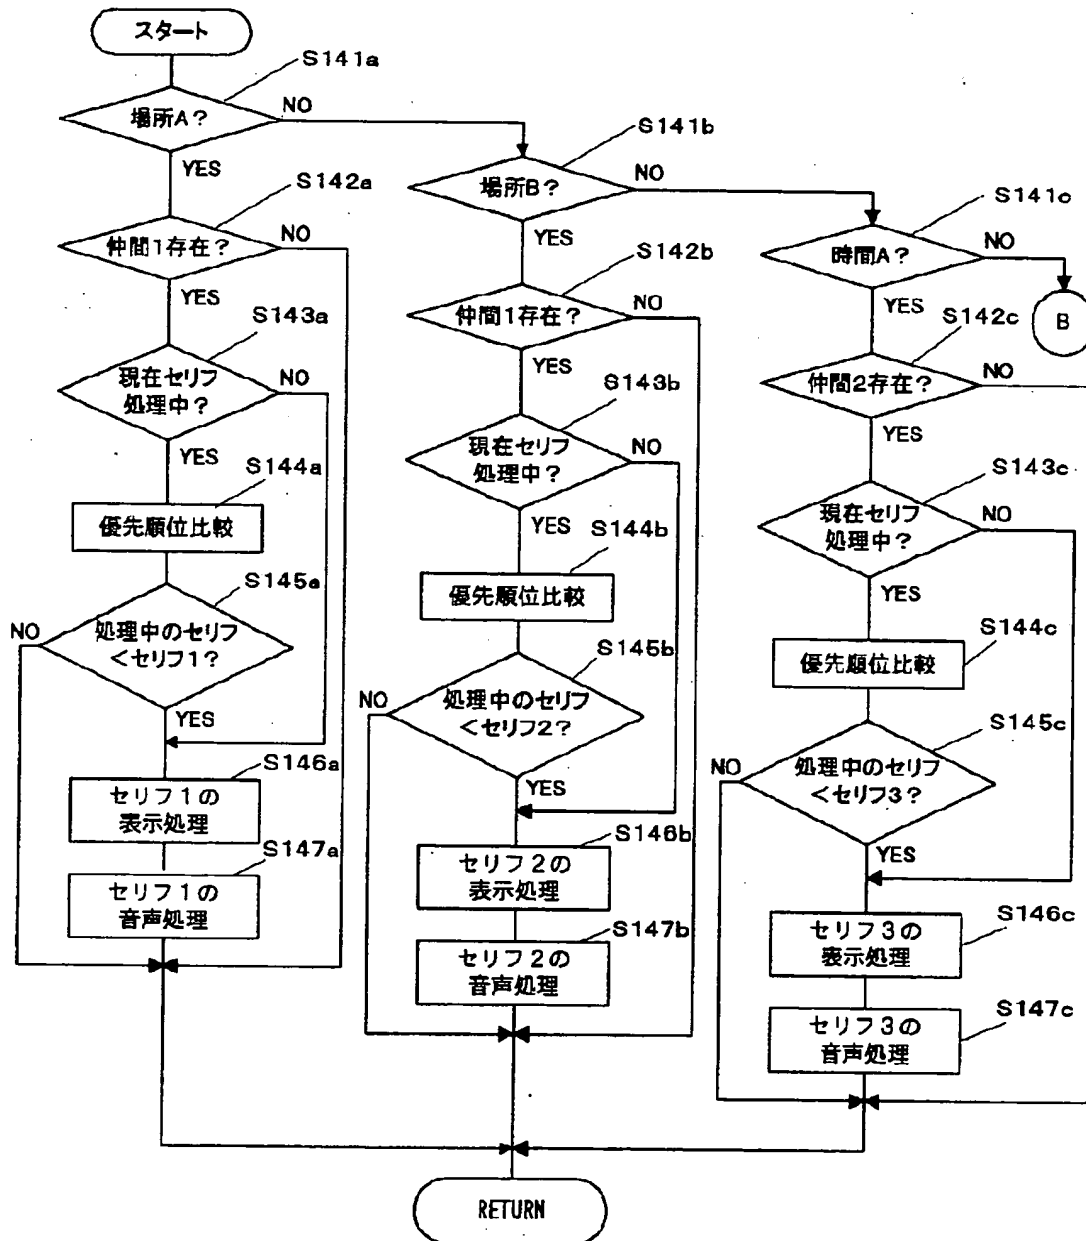 スタート
S141a
場所A?
NO
YES
S142a
仲間1存在?
NO
YES
S143a
現在セリフ
処理中?
NO
YES
S144a
優先順位比較
S145a
処理中のセリフ
<セリフ1?
NO
YES
S146a
セリフ1の
表示処理
S147a
セリフ1の
音声処理
S141b
場所B?
NO
YES
S142b
仲間1存在?
NO
YES
S143b
現在セリフ
処理中?
NO
YES
S144b
優先順位比較
S145b
処理中のセリフ
<セリフ2?
NO
YES
S146b
セリフ2の
表示処理
S147b
セリフ2の
音声処理
S141c
時間A?
NO
B
YES
S142c
仲間2存在?
NO
YES
S143c
現在セリフ
処理中?
NO
YES
S144c
優先順位比較
S145c
処理中のセリフ
<セリフ3?
NO
YES
S146c
セリフ3の
表示処理
S147c
セリフ3の
音声処理
RETURN